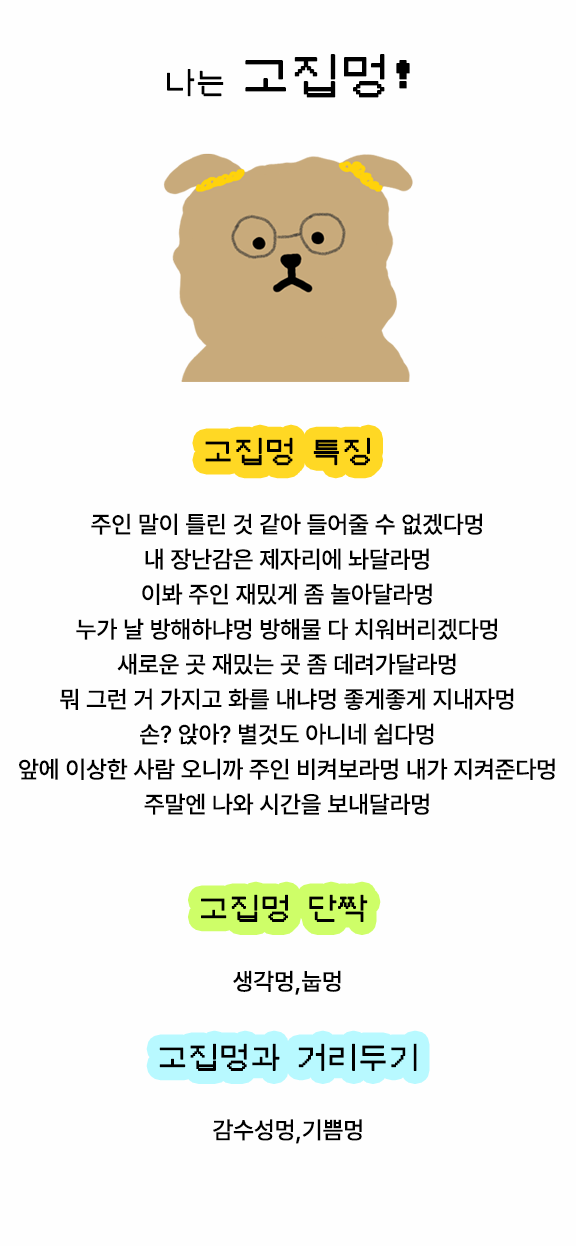 나는 고집멍!
고집멍 특징
주인 말이 틀린 것 같아 들어줄 수 없겠다멍
내 장난감은 제자리에 놔달라멍
이봐 주인 재밌게 좀 놀아달라멍
누가 날 방해하냐멍 방해물 다 치워버리겠다멍
새로운 곳 재밌는 곳 좀 데려가달라멍
뭐 그런 거 가지고 화를 내냐멍 좋게좋게 지내자멍
손? 앉아? 별것도 아니네 쉽다멍
앞에 이상한 사람 오니까 주인 비켜보라멍 내가 지켜준다멍
주말엔 나와 시간을 보내달라멍
고집멍 단짝
생각멍,눕멍
고집멍과 거리두기
감수성멍,기쁨멍